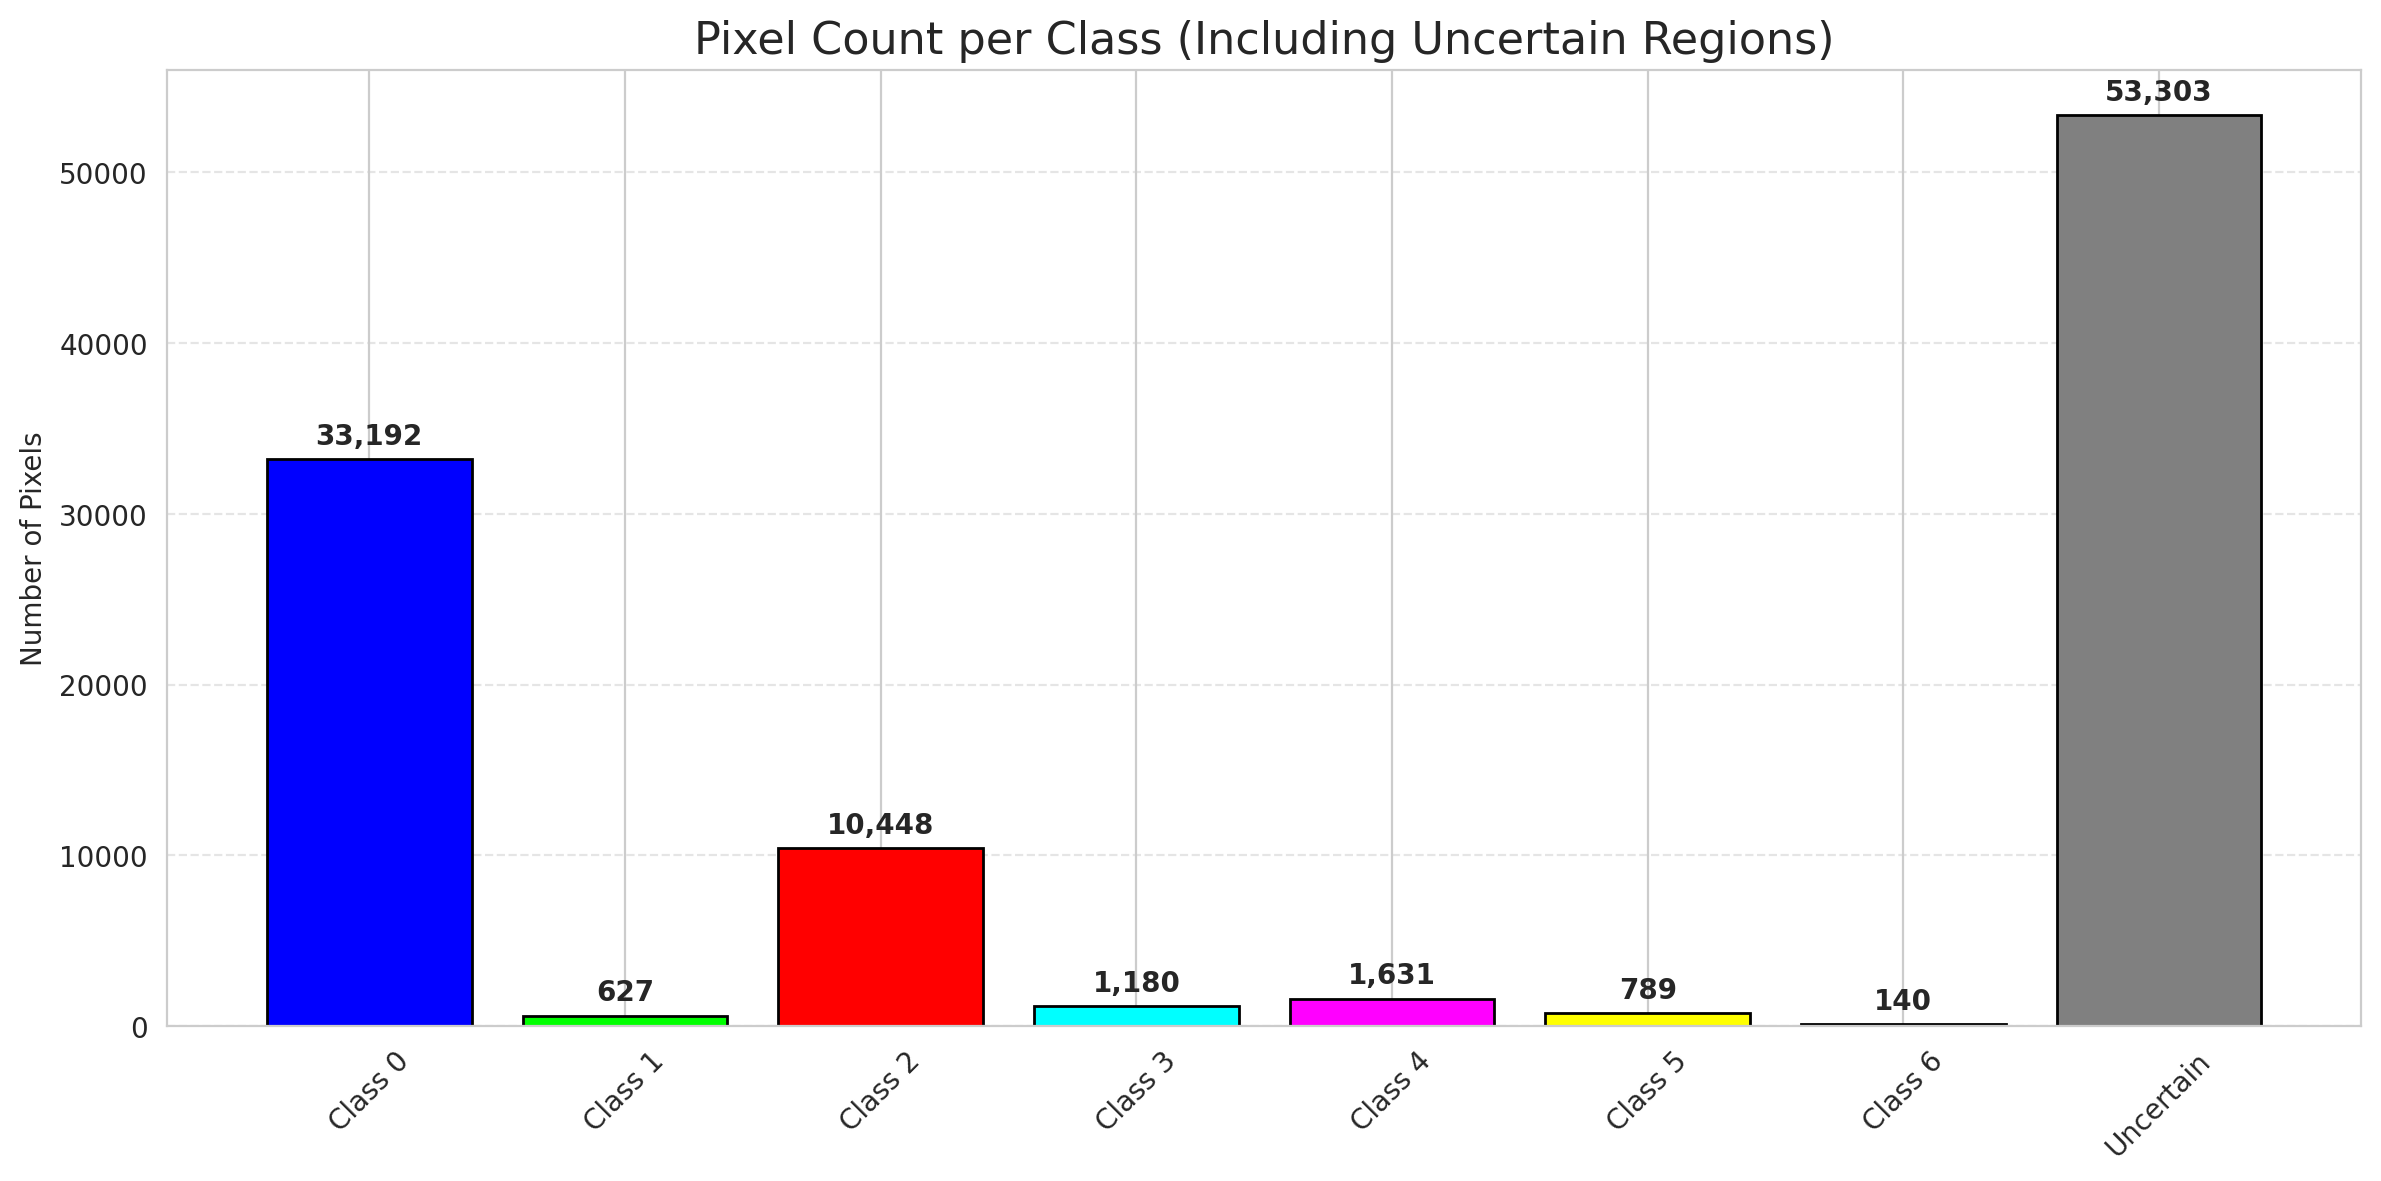 Pixel Count per Class (Including Uncertain Regions)
Number of Pixels
50000
40000
30000
20000
10000
0
33,192
627
10,448
1,180
1,631
789
140
53,303
Class 0
Class 1
Class 2
Class 3
Class 4
Class 5
Class 6
Uncertain